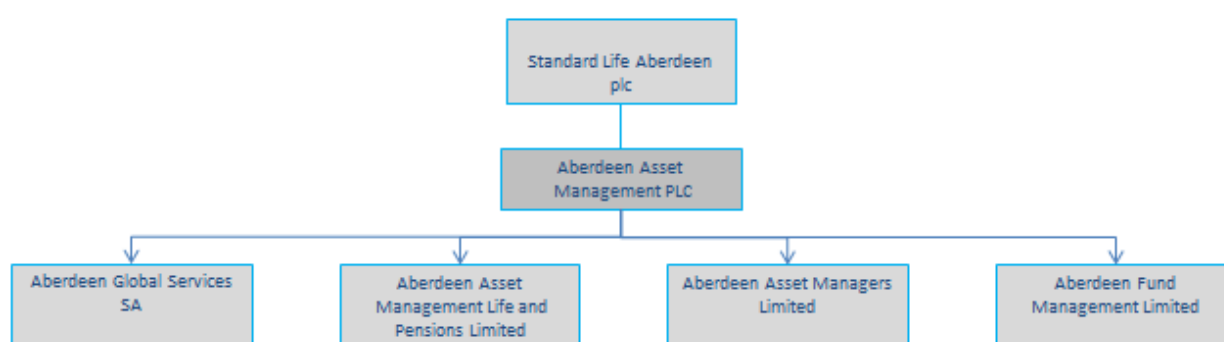 Standard Life Aberdeen
plc
Aberdeen Asset
Management PLC
Aberdeen Global Services
SA
Aberdeen Asset
Management Life and
Pensions Limited
Aberdeen Asset Managers
Limited
Aberdeen Fund
Management Limited